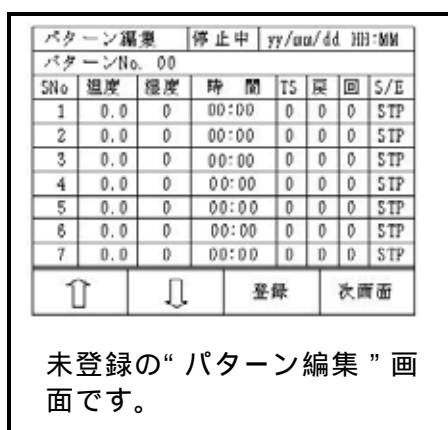 パターン編集 停止中 yy/mm/dd HH:MM
パターンNo. 00
SNo 温度 湿度 時 間 TS 戻 回 S/E
1 0.0 0 00:00 0 0 0 STP
2 0.0 0 00:00 0 0 0 STP
3 0.0 0 00:00 0 0 0 STP
4 0.0 0 00:00 0 0 0 STP
5 0.0 0 00:00 0 0 0 STP
6 0.0 0 00:00 0 0 0 STP
7 0.0 0 00:00 0 0 0 STP
⇧ ⇩ 登録 次画面
未登録の“パターン編集”画
面です。